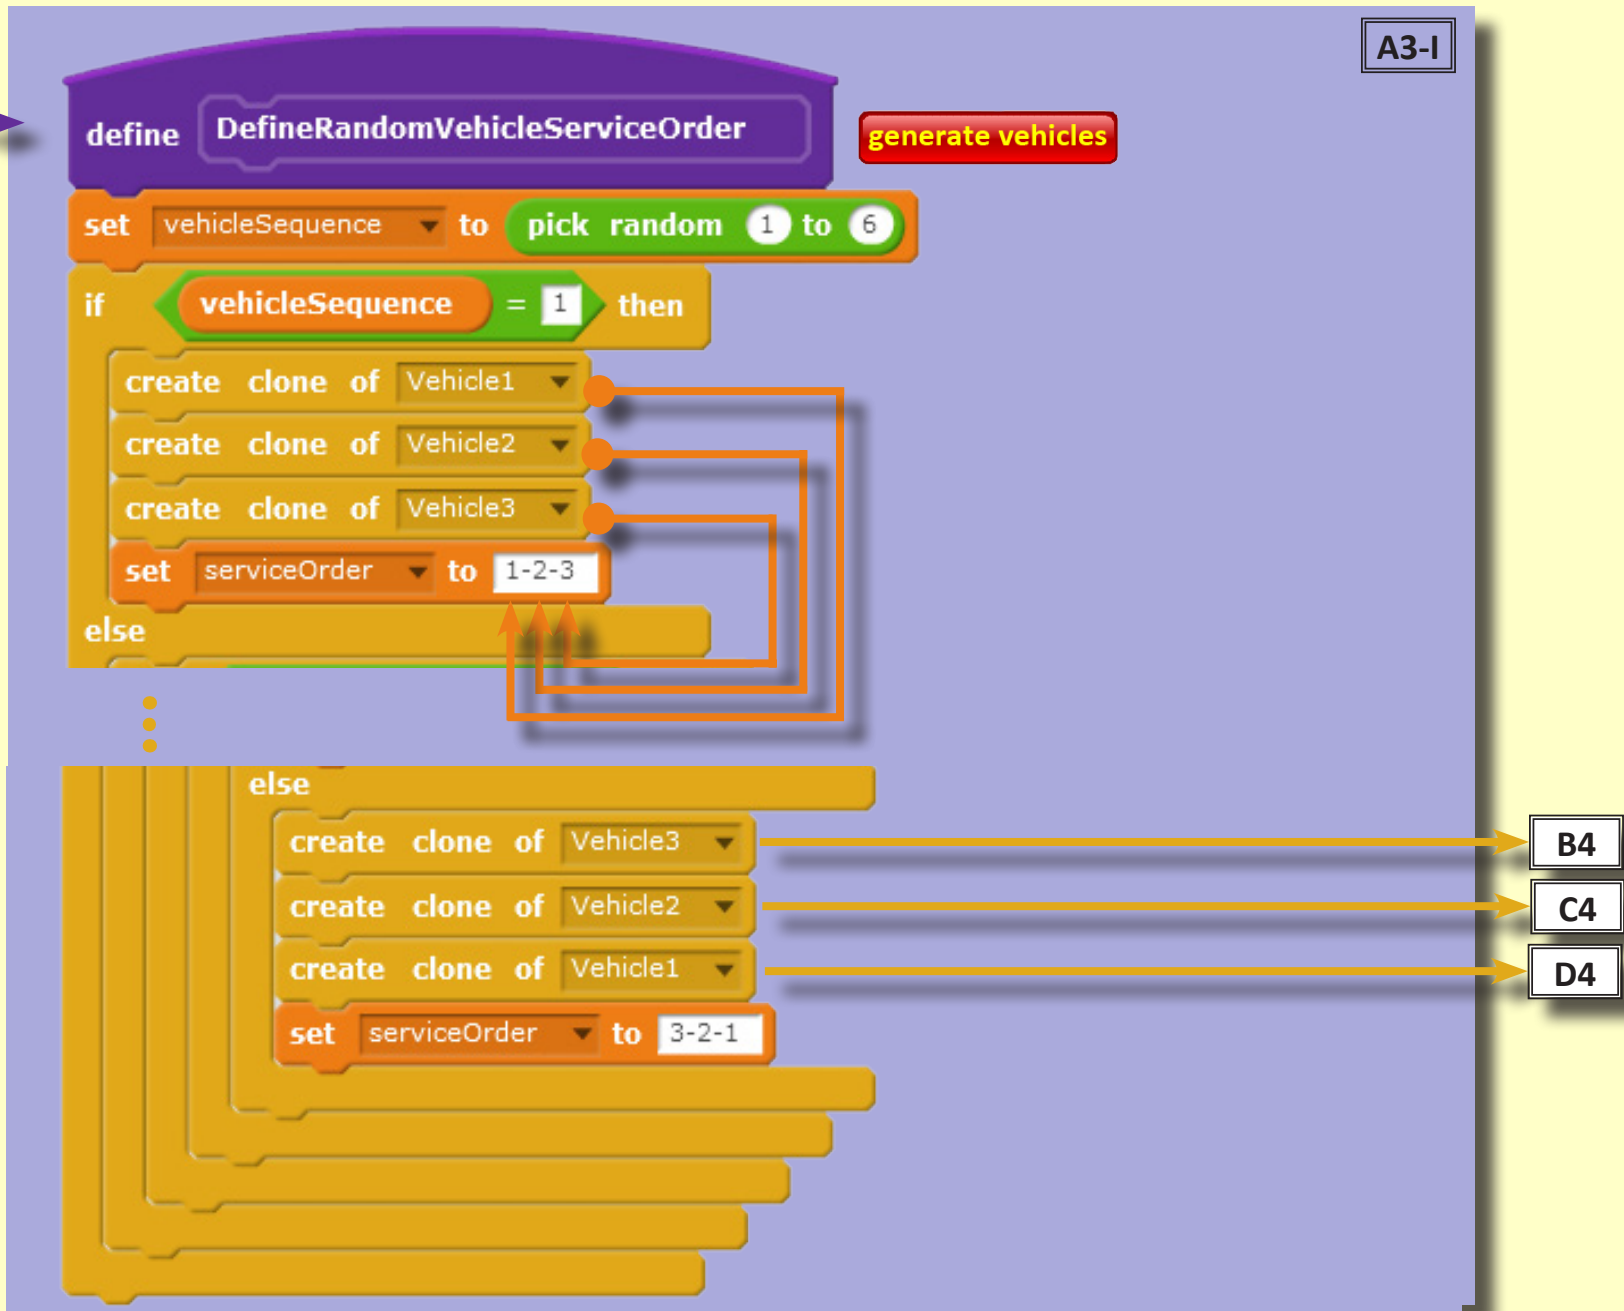 A3-I
define DefineRandomVehicleServiceOrder
generate vehicles
set vehicleSequence to pick random 1 to 6
if vehicleSequence = 1 then
create clone of Vehicle1
create clone of Vehicle2
create clone of Vehicle3
set serviceOrder to 1-2-3
else
else
create clone of Vehicle3
B4
create clone of Vehicle2
C4
create clone of Vehicle1
D4
set serviceOrder to 3-2-1